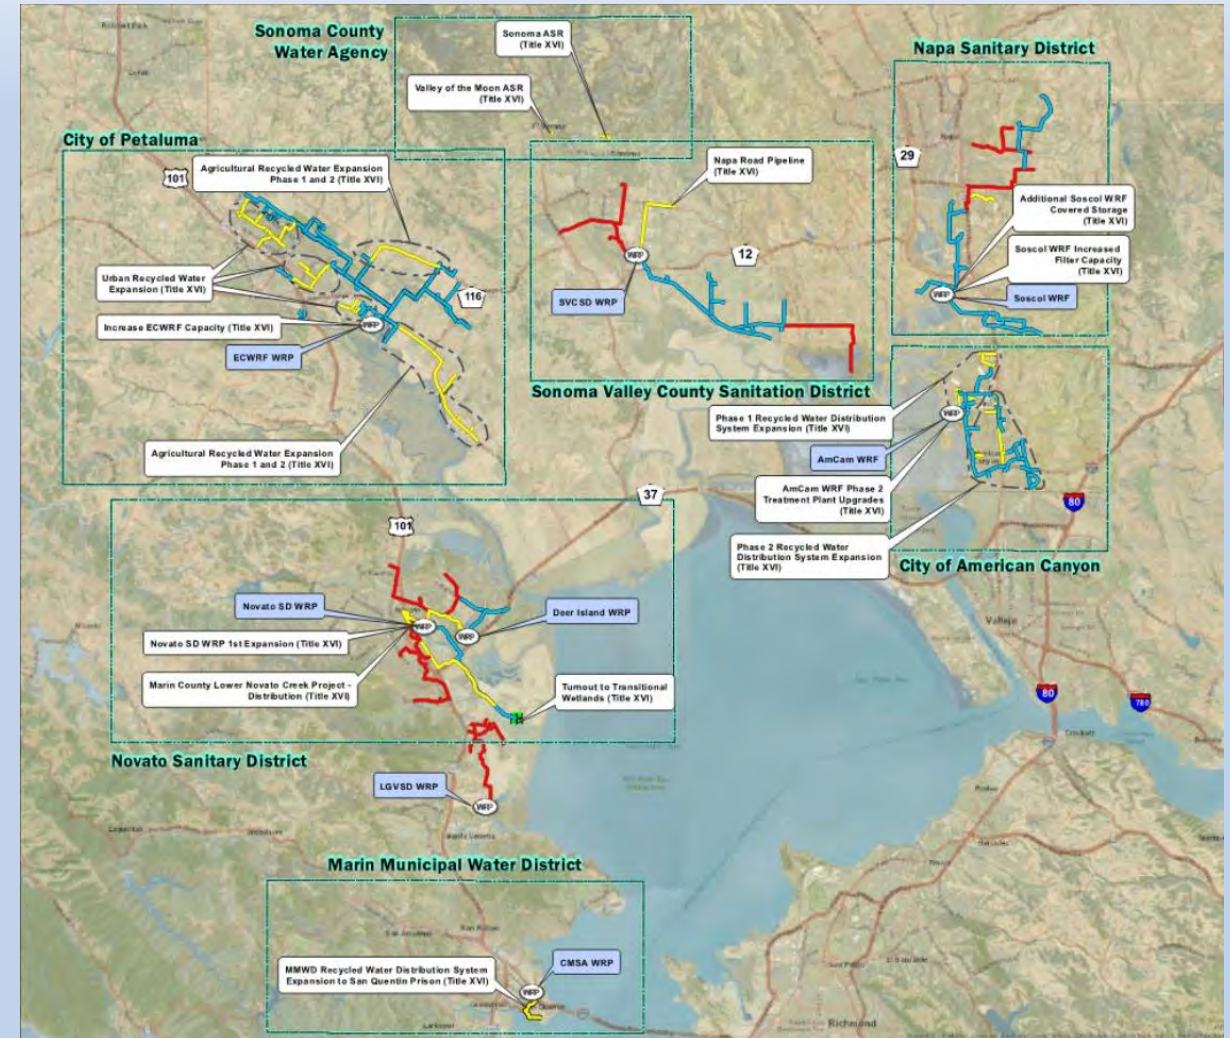 Sonoma County
Water Agency
Sonoma ASR
(Title XVI)
Valley of the Moon ASR
(Title XVI)
Napa Sanitary District
29
Additional Soscol WRF
Covered Storage
(Title XVI)
Soscol WRF Increased
Filter Capacity
(Title XVI)
WRP
Soscol WRF
City of Petaluma
101
Agricultural Recycled Water Expansion
Phase 1 and 2 (Title XVI)
Urban Recycled Water
Expansion (Title XVI)
116
Increase ECWRF Capacity (Title XVI)
WRP
ECWRF WRP
Agricultural Recycled Water Expansion
Phase 1 and 2 (Title XVI)
Napa Road Pipeline
(Title XVI)
WRP
12
SVCSD WRP
Sonoma Valley County Sanitation District
Phase 1 Recycled Water Distribution
System Expansion (Title XVI)
WRP
AmCam WRF
AmCam WRF Phase 2
Treatment Plant Upgrades
(Title XVI)
80
Phase 2 Recycled Water
Distribution System Expansion
(Title XVI)
City of American Canyon
37
101
Novato SD WRP
Deer Island WRP
WRP
WRP
Novato SD WRP 1st Expansion (Title XVI)
Marin County Lower Novato Creek Project -
Distribution (Title XVI)
Turnout to Transitional
Wetlands (Title XVI)
Novato Sanitary District
LGVSD WRP
WRP
Vallejo
80
780
Marin Municipal Water District
CMSA WRP
MMWD Recycled Water Distribution System
Expansion to San Quentin Prison (Title XVI)
WRP
Richmond